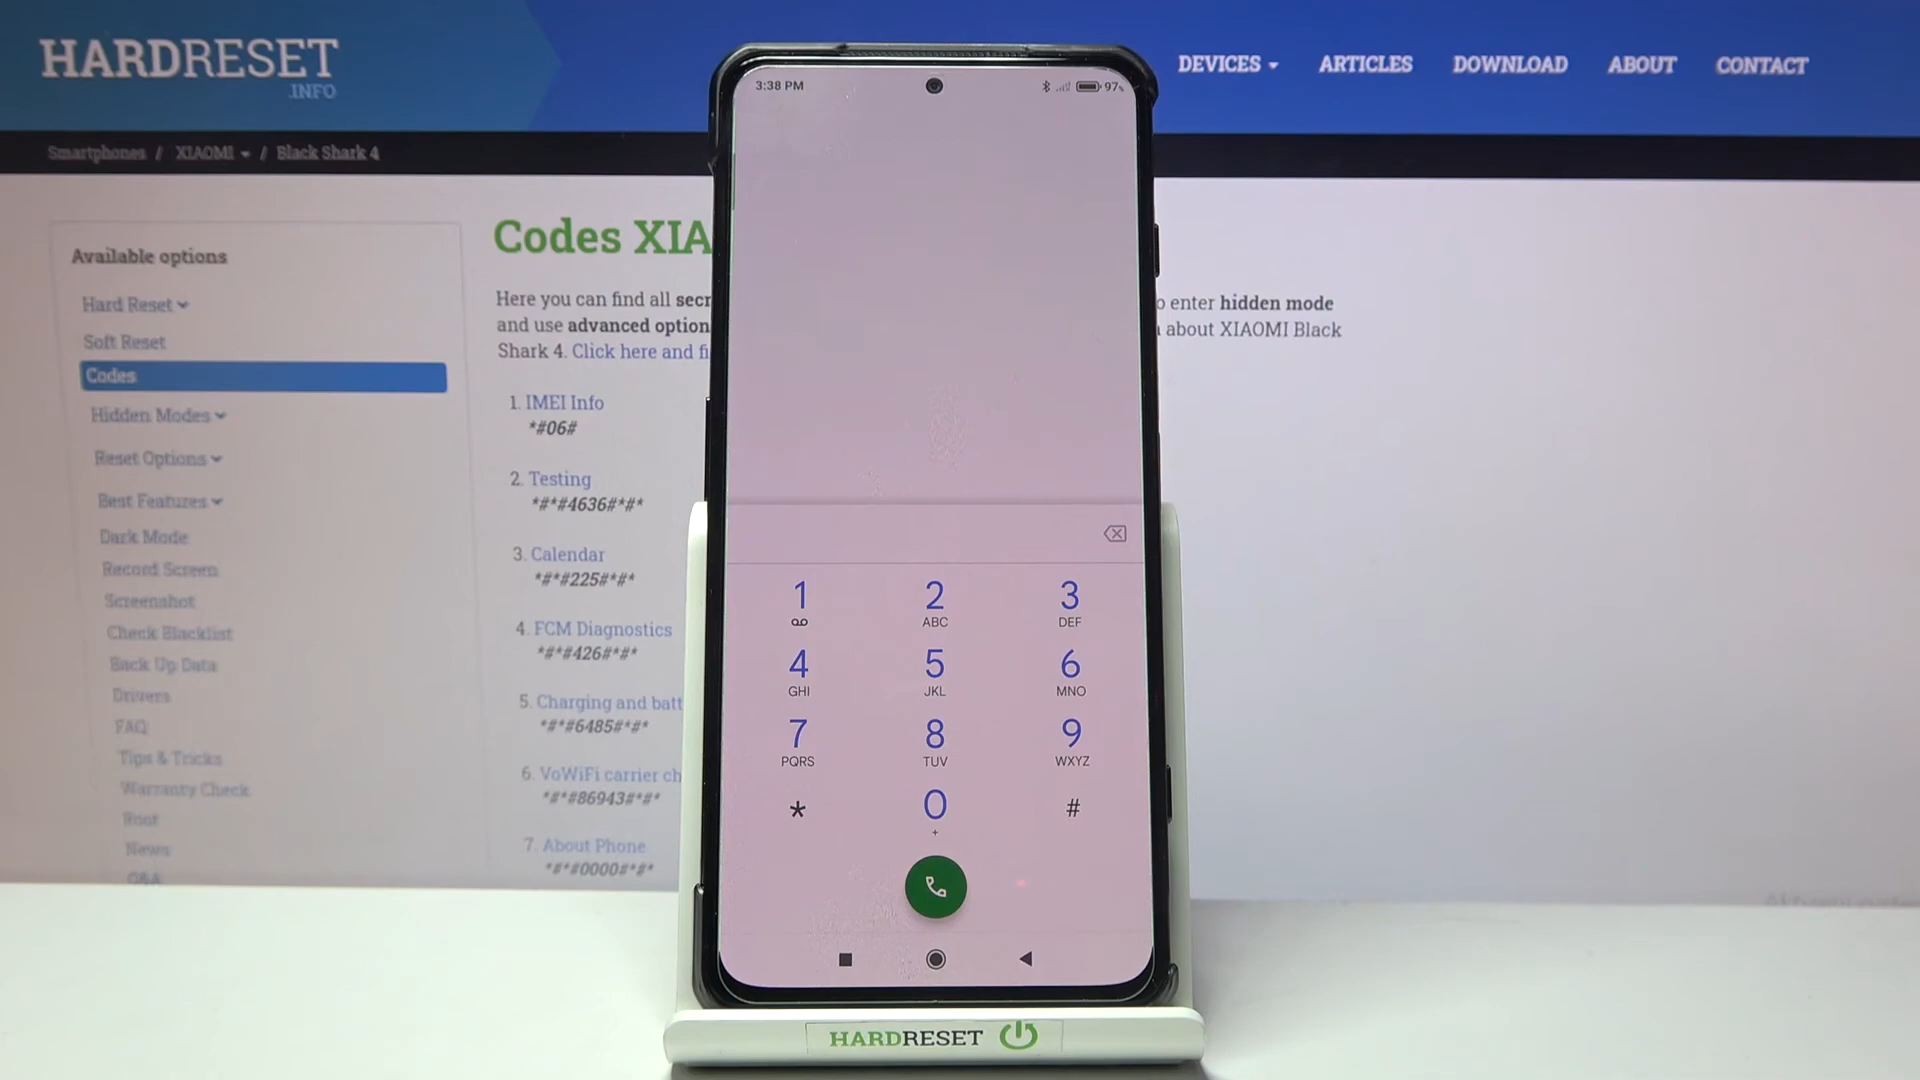 HARDRESET
.INFO
DEVICES
ARTICLES
DOWNLOAD
ABOUT
CONTACT
Smartphones / XIAOMI / Black Shark 4
Available options
Hard Reset
Soft Reset
Codes
Hidden Modes
Reset Options
Best Features
Dark Mode
Record Screen
Screenshot
Check Blacklist
Back Up Data
Drivers
FAQ
Tips & Tricks
Warranty Check
Root
News
Q&A
Codes XIA
Here you can find all secr
o enter hidden mode
and use advanced option
about XIAOMI Black
Shark 4. Click here and fi
1. IMEI Info
*#06#
2. Testing
*#*#4636#*#*
3. Calendar
*#*#225#*#*
4. FCM Diagnostics
*#*#426#*#*
5. Charging and batt
*#*#6485#*#*
6. VoWiFi carrier ch
*#*#86943#*#*
7. About Phone
*#*#0000#*#*
3:38 PM
97%
1 2 3
ABC DEF
4 5 6
GHI JKL MNO
7 8 9
PQRS TUV WXYZ
* 0 #
+
HARDRESET